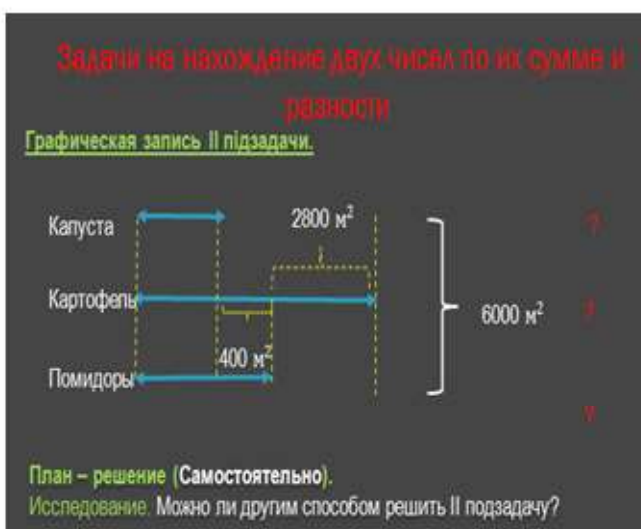 Задачи на нахождение двух чисел по их сумме и
разности
Графическая запись II підзадачи.
Капуста
2800 м²
?
Картофель
6000 м²
?
400 м²
Помидоры
?
План – решение (Самостоятельно).
Исследование. Можно ли другим способом решить II подзадачу?